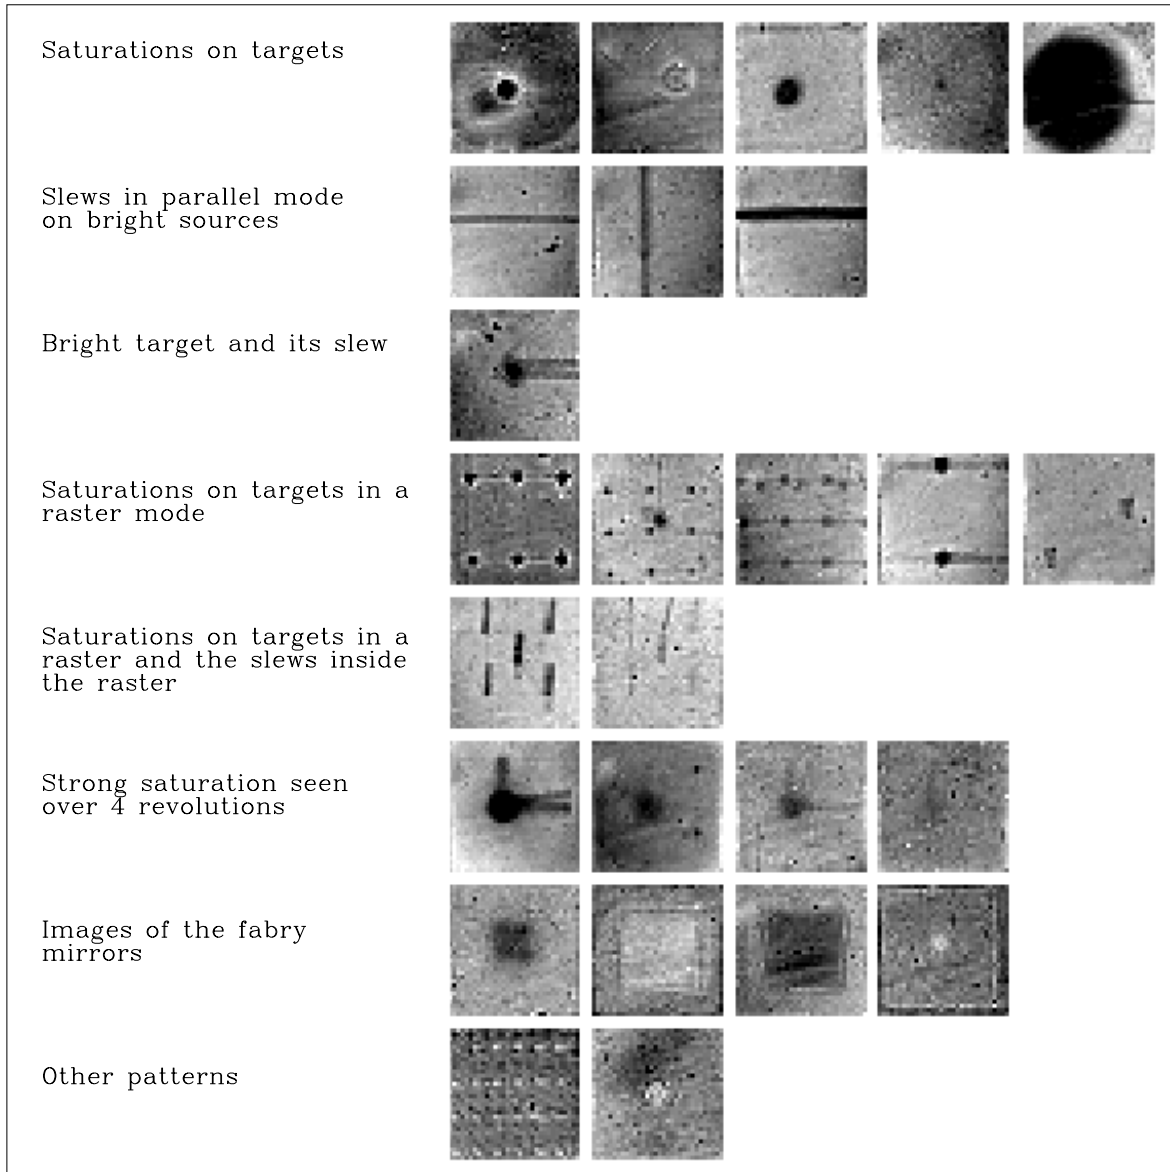 Saturations on targets
Slews in parallel mode
on bright sources
Bright target and its slew
Saturations on targets in a
raster mode
Saturations on targets in a
raster and the slews inside
the raster
Strong saturation seen
over 4 revolutions
Images of the fabry
mirrors
Other patterns